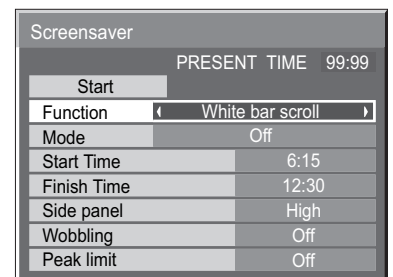 Screensaver
PRESENT TIME 99:99
Start
Function White bar scroll
Mode Off
Start Time 6:15
Finish Time 12:30
Side panel High
Wobbling Off
Peak limit Off